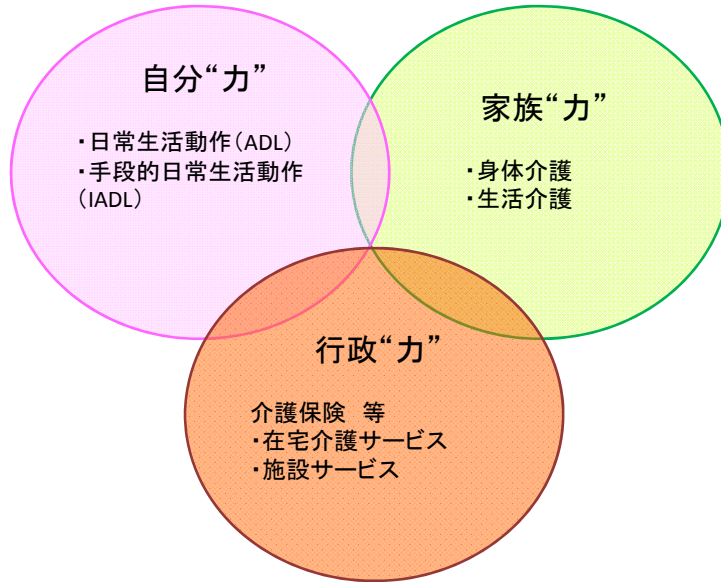 自分“力”
・日常生活動作（ADL）
・手段的日常生活動作
（IADL）
家族“力”
・身体介護
・生活介護
行政“力”
介護保険　等
・在宅介護サービス
・施設サービス